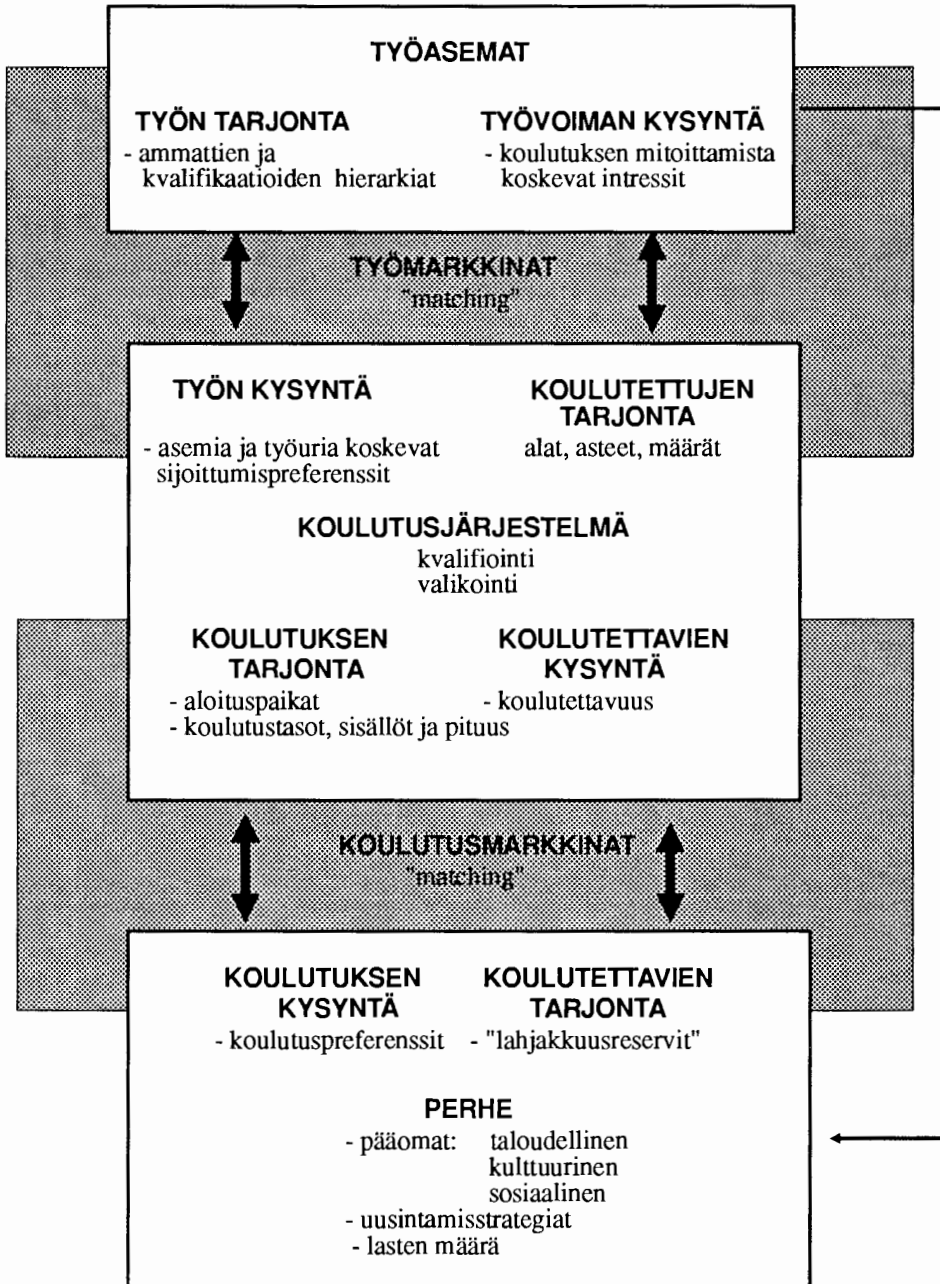 TYÖASEMAT
TYÖN TARJONTA
- ammattien ja
kvalifikaatioiden hierarkiat
TYÖVOIMAN KYSYNTÄ
- koulutuksen mitoittamista
koskevat intressit
TYÖMARKKINAT
"matching"
TYÖN KYSYNTÄ
- asemia ja työuria koskevat
sijoittumispreferenssit
KOULUTETTUJEN
TARJONTA
alat, asteet, määrät
KOULUTUSJÄRJESTELMÄ
kvalifiointi
valikointi
KOULUTUKSEN
TARJONTA
- aloituspaikat
- koulutustasot, sisällöt ja pituus
KOULUTETTAVIEN
KYSYNTÄ
- koulutettavuus
KOULUTUSMARKKINAT
"matching"
KOULUTUKSEN
KYSYNTÄ
- koulutuspreferenssit
KOULUTETTAVIEN
TARJONTA
- "lahjakkuusreservit"
PERHE
- pääomat: taloudellinen
kulttuurinen
sosiaalinen
- uusintamisstrategiat
- lasten määrä